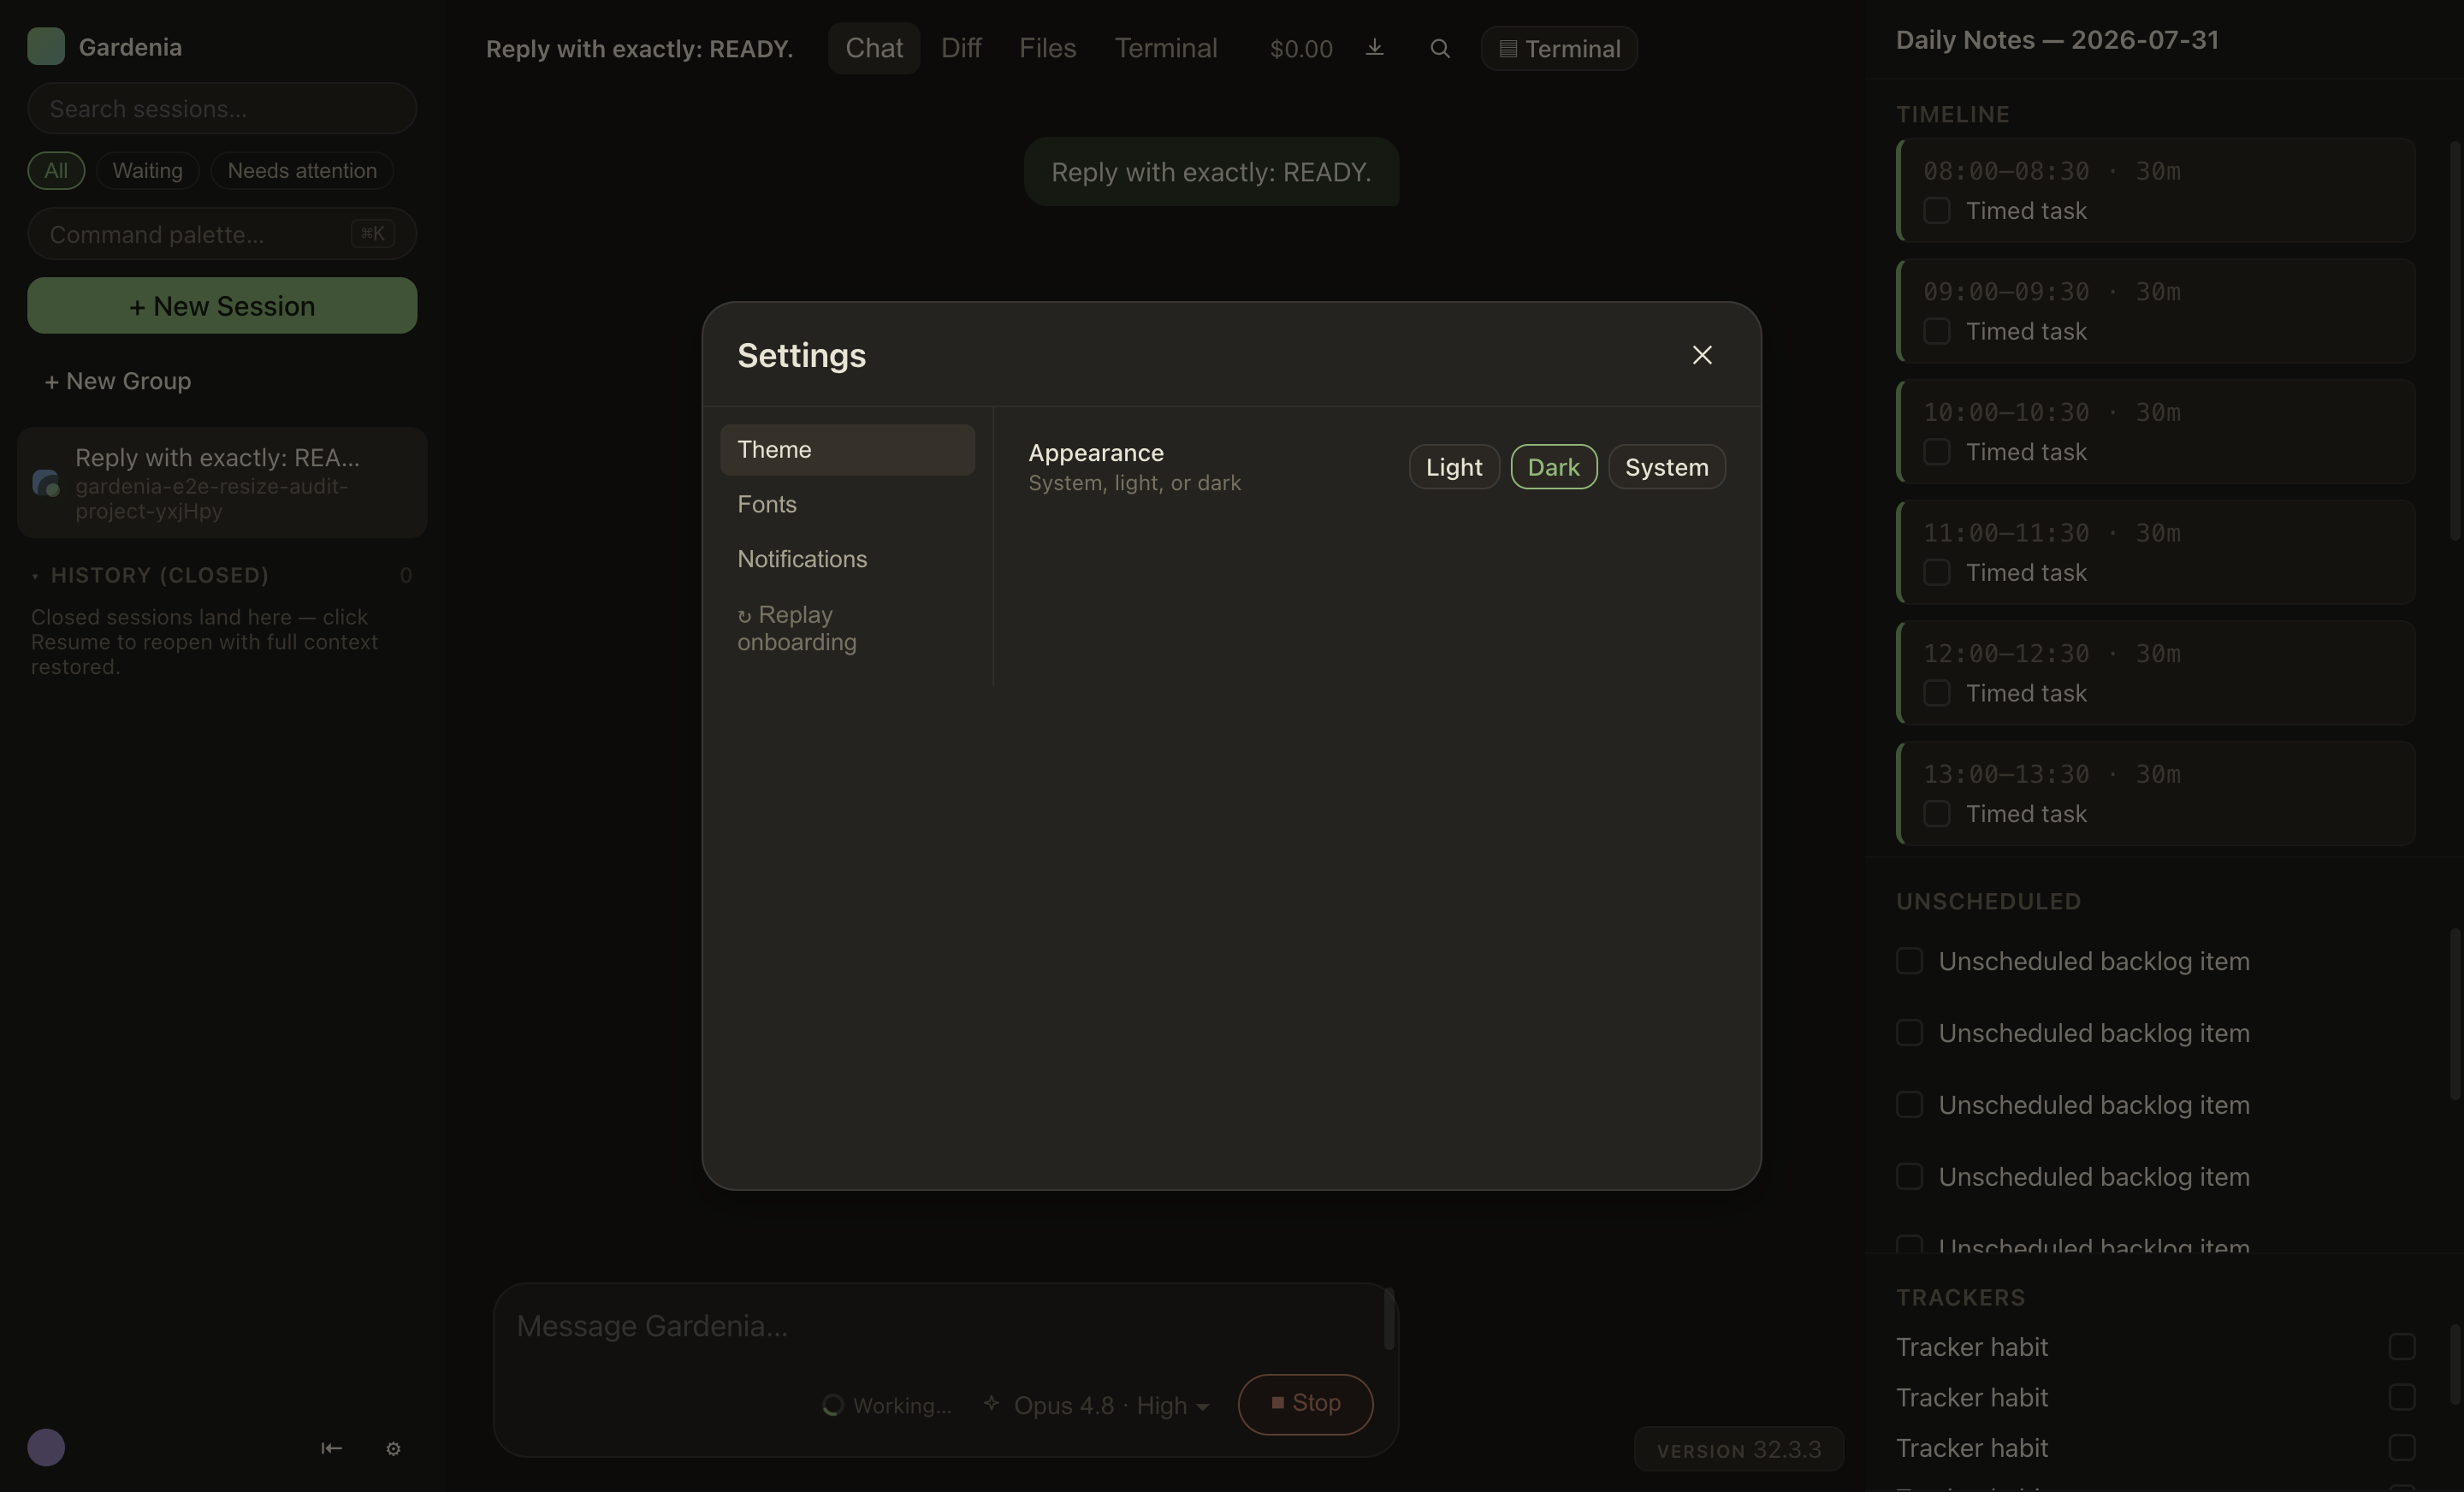 Gardenia
Search sessions...
All
Waiting
Needs attention
Command palette...
⌘K
+ New Session
+ New Group
Reply with exactly: REA...
gardenia-e2e-resize-audit-
project-yxjHpy
▾ HISTORY (CLOSED) 0
Closed sessions land here — click
Resume to reopen with full context
restored.
Reply with exactly: READY.
Chat
Diff
Files
Terminal
$0.00
Terminal
Reply with exactly: READY.
Settings
Theme
Fonts
Notifications
↻ Replay
onboarding
Appearance
System, light, or dark
Light
Dark
System
Message Gardenia...
Working...
Opus 4.8 · High
Stop
VERSION 32.3.3
Daily Notes — 2026-07-31
TIMELINE
08:00–08:30 · 30m
Timed task
09:00–09:30 · 30m
Timed task
10:00–10:30 · 30m
Timed task
11:00–11:30 · 30m
Timed task
12:00–12:30 · 30m
Timed task
13:00–13:30 · 30m
Timed task
UNSCHEDULED
Unscheduled backlog item
Unscheduled backlog item
Unscheduled backlog item
Unscheduled backlog item
Unscheduled backlog item
TRACKERS
Tracker habit
Tracker habit
Tracker habit